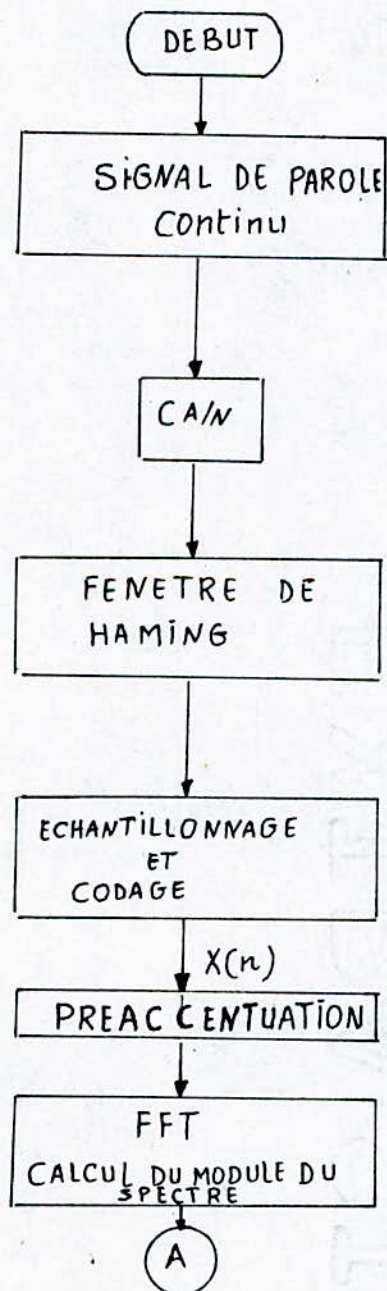 DEBUT
SIGNAL DE PAROLE
Continu
CA/N
FENETRE DE
HAMING
ECHANTILLONNAGE
ET
CODAGE
X(n)
PREACCENTUATION
FFT
CALCUL DU MODULE DU
SPECTRE
A